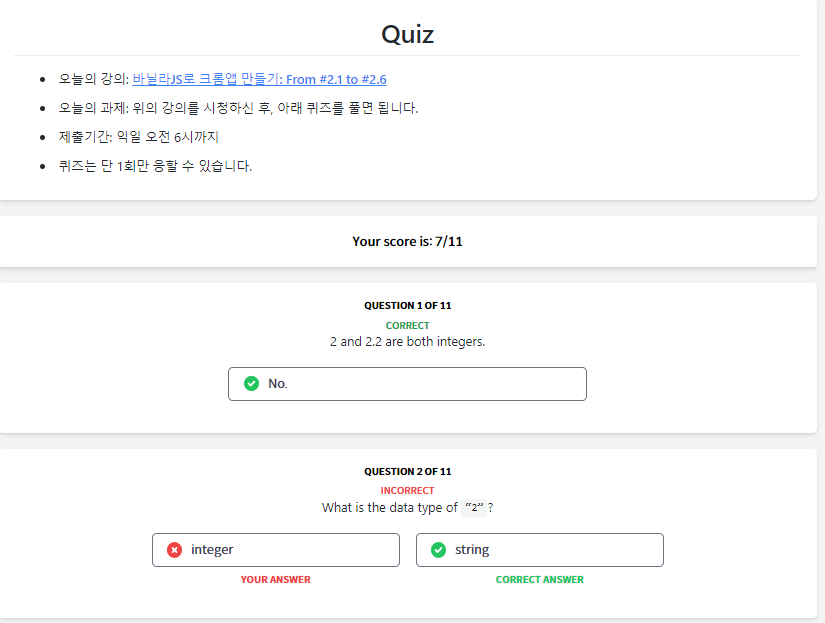 Quiz
오늘의 강의: 바닐라JS로 크롬앱 만들기: From #2.1 to #2.6
오늘의 과제: 위의 강의를 시청하신 후, 아래 퀴즈를 풀면 됩니다.
제출기간: 익일 오전 6시까지
퀴즈는 단 1회만 응할 수 있습니다.
Your score is: 7/11
QUESTION 1 OF 11
CORRECT
2 and 2.2 are both integers.
No.
QUESTION 2 OF 11
INCORRECT
What is the data type of “2”?
integer string
YOUR ANSWER CORRECT ANSWER